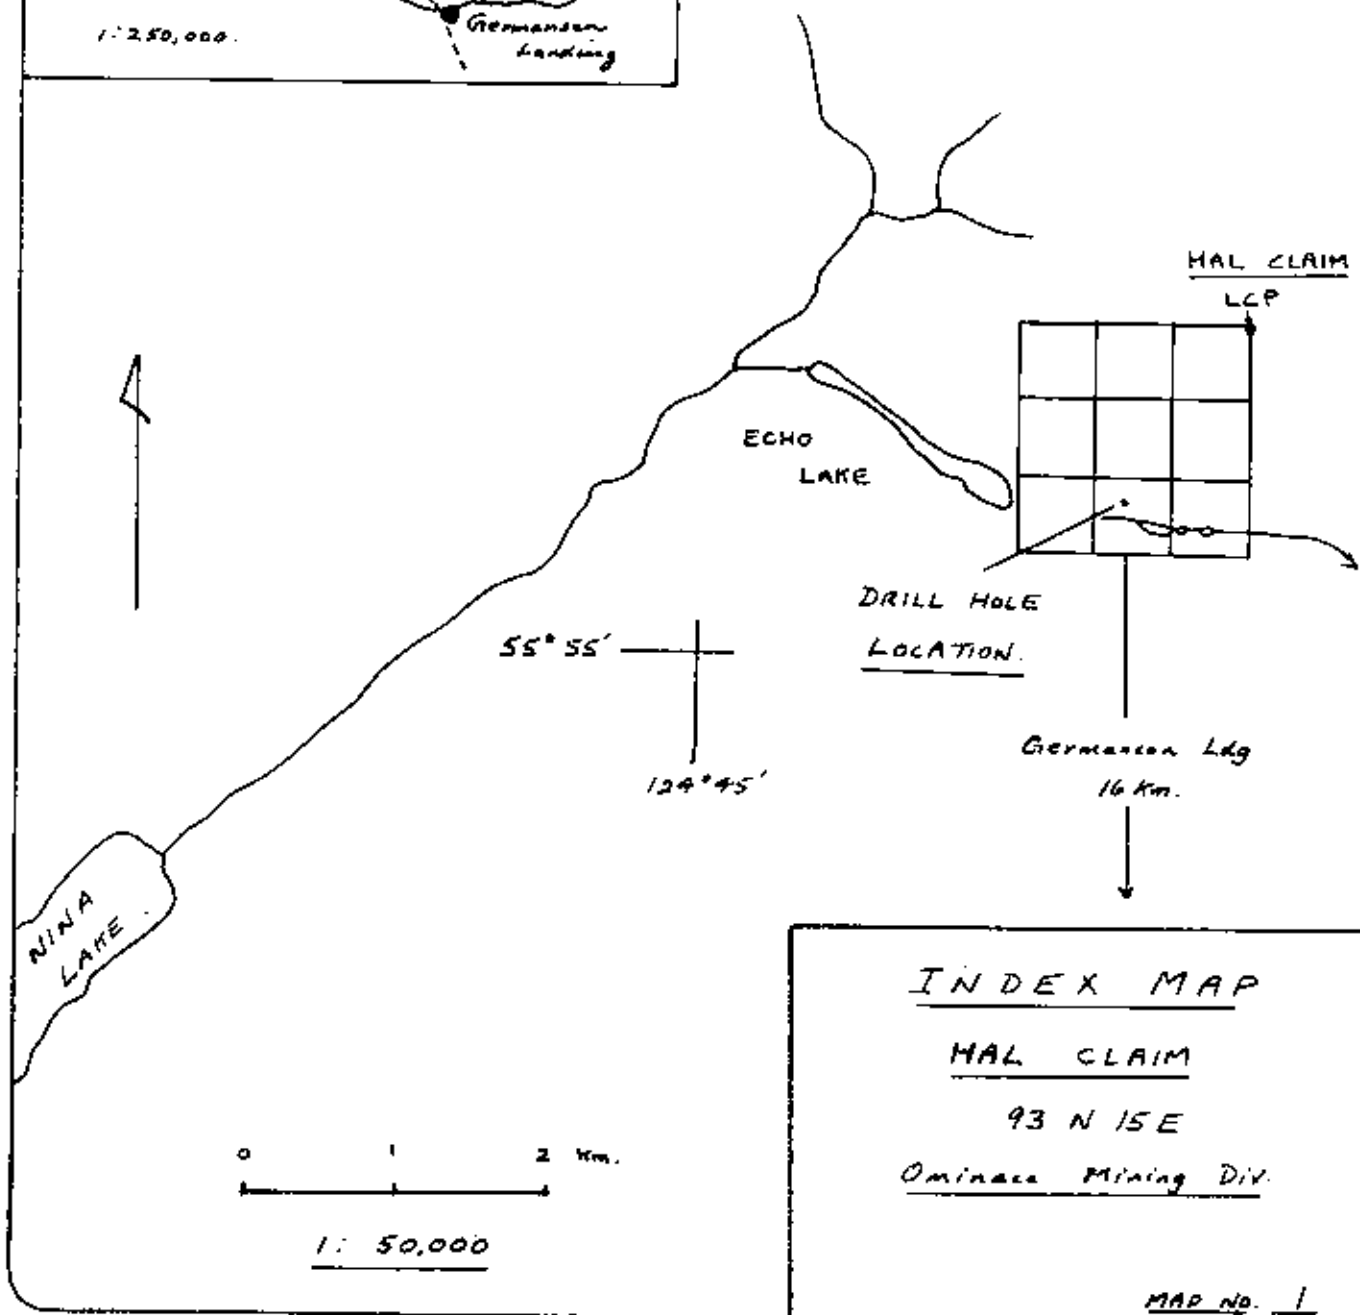 1:250,000.
Germansen
Landing
HAL CLAIM
LCP
ECHO
LAKE
DRILL HOLE
LOCATION.
55° 55'
124° 45'
Germansen Ldg
16 Km.
NINA
LAKE
0 1 2 Km.
1: 50,000
INDEX MAP
HAL CLAIM
93 N 15 E
Omineca Mining Div.
MAP NO. 1